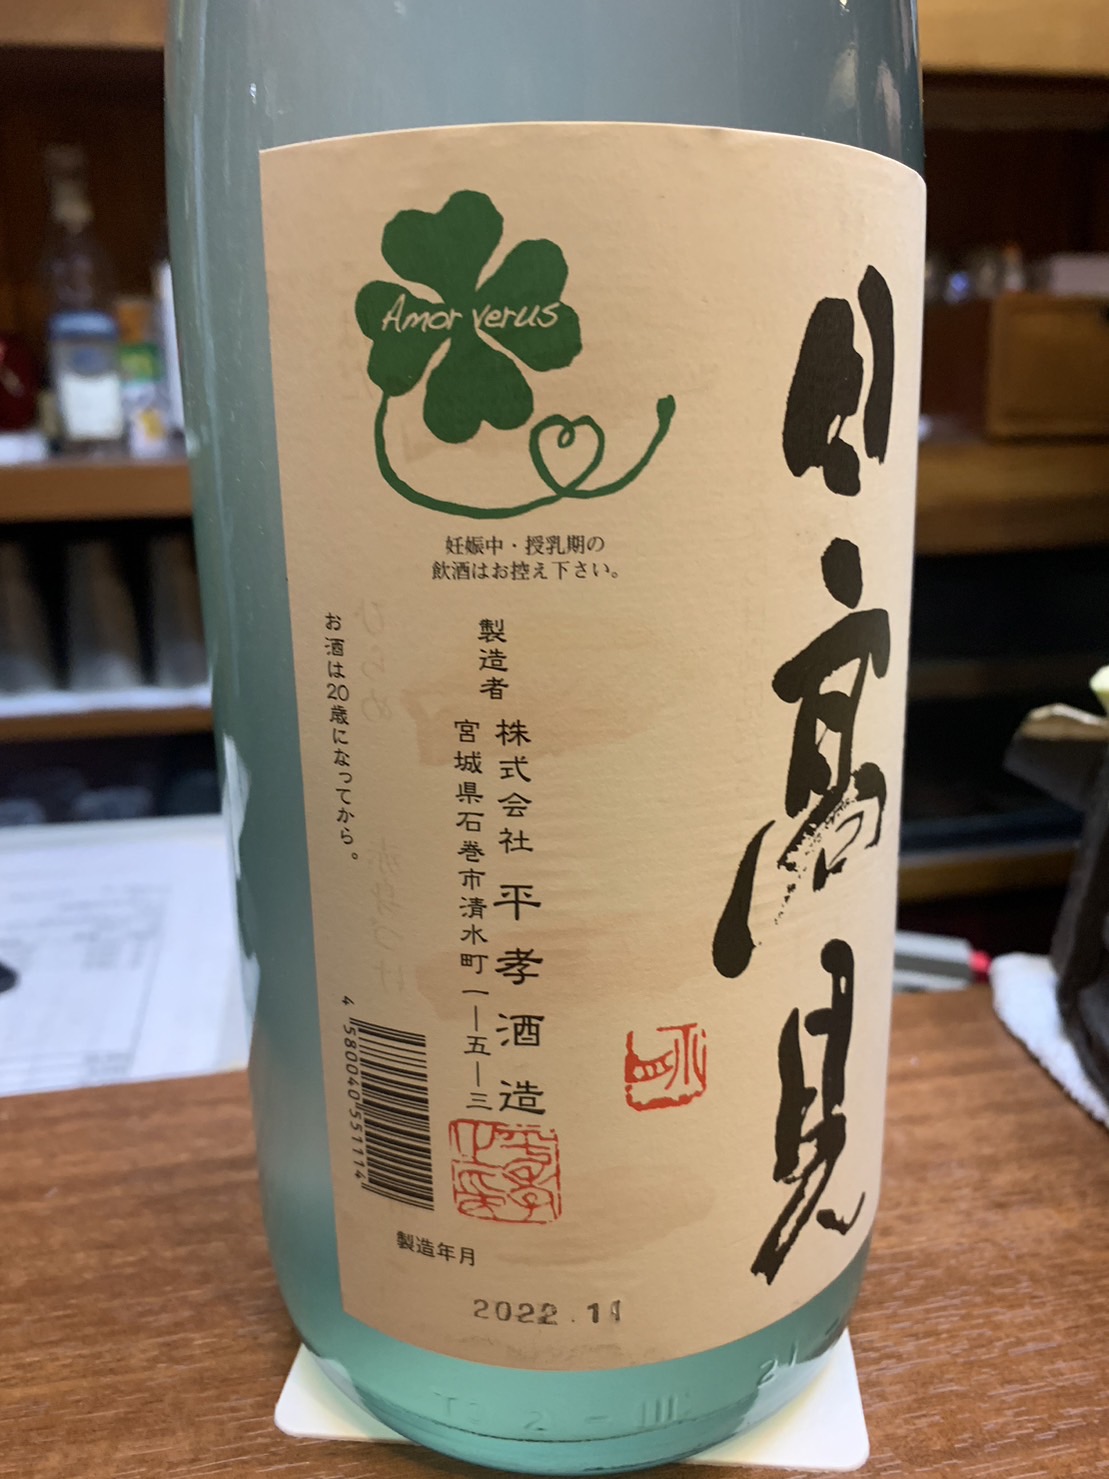 日高見
Amor verus
妊娠中・授乳期の
飲酒はお控え下さい。
製造者
株式会社 平孝酒造
宮城県石巻市清水町一―五―三
お酒は20歳になってから。
4 580040 551114
製造年月
2022.11